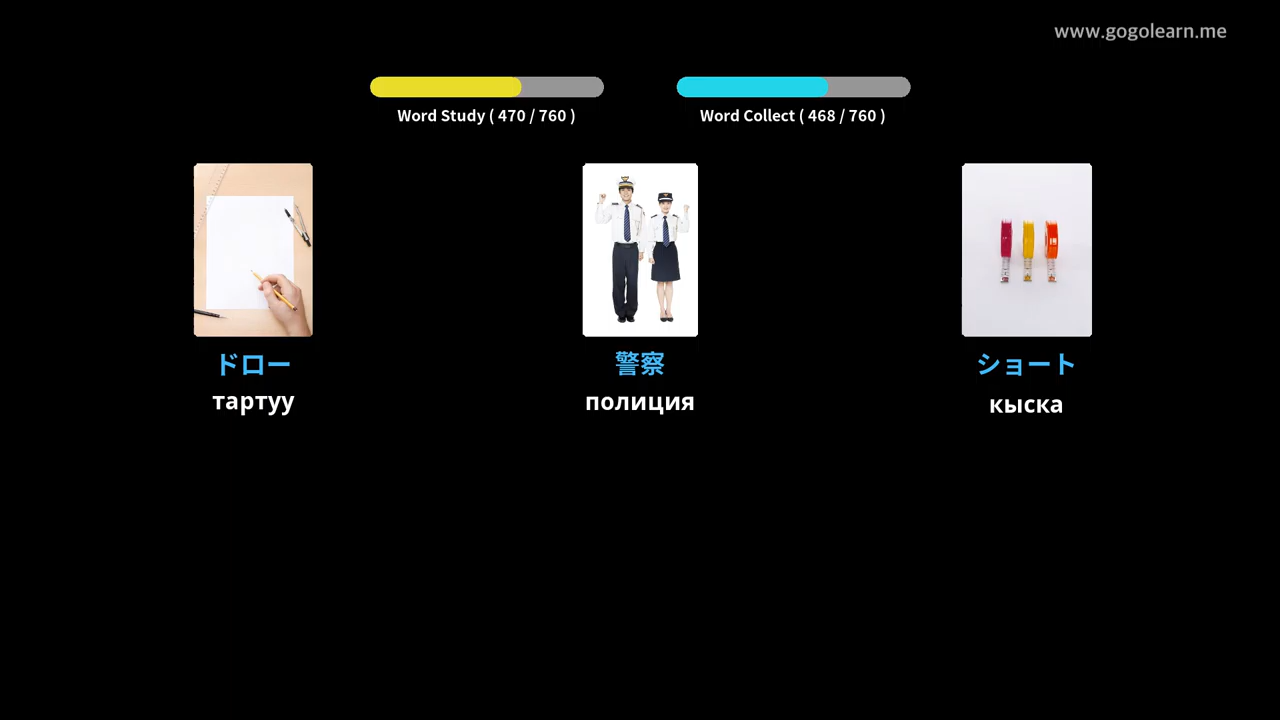 www.gogolearn.me
Word Study ( 470 / 760 )
Word Collect ( 468 / 760 )
ドロー
тартуу
警察
полиция
ショート
кыска